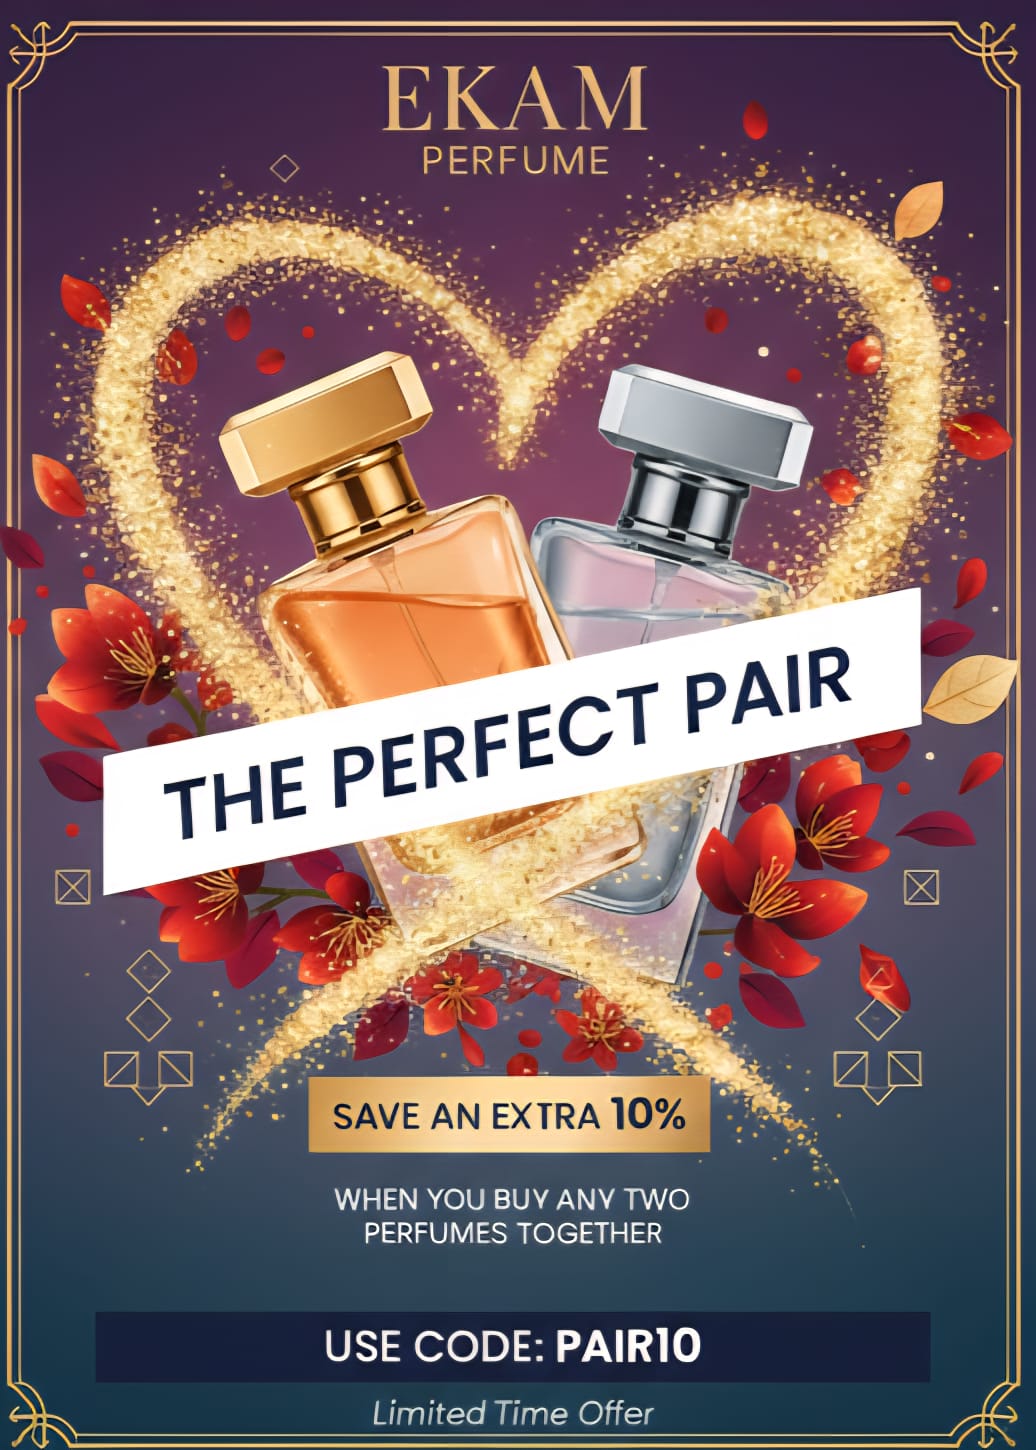 EKAM
PERFUME
THE PERFECT PAIR
SAVE AN EXTRA 10%
WHEN YOU BUY ANY TWO
PERFUMES TOGETHER
USE CODE: PAIR10
Limited Time Offer